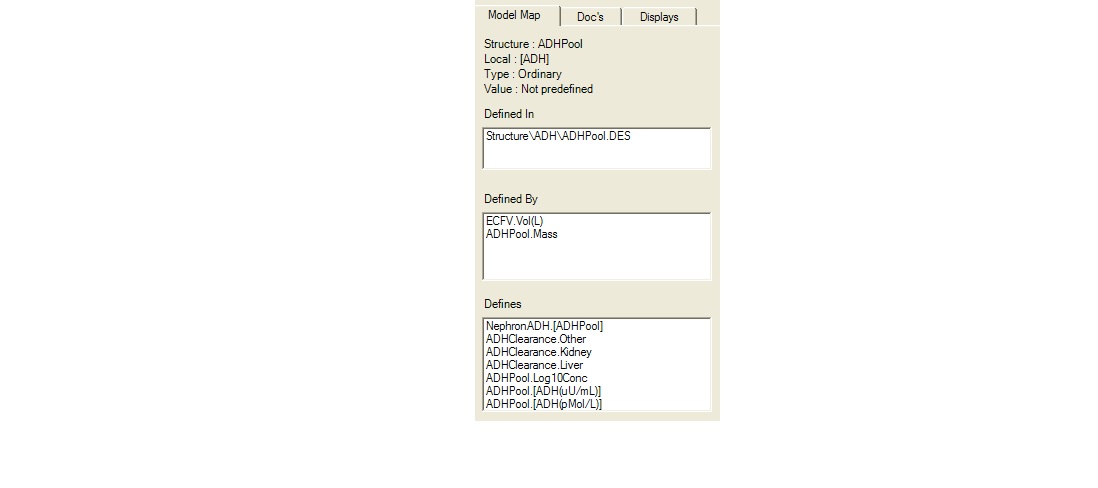 Model Map Doc's Displays
Structure : ADHPool
Local : [ADH]
Type : Ordinary
Value : Not predefined
Defined In
Structure\ADH\ADHPool.DES
Defined By
ECFV.Vol(L)
ADHPool.Mass
Defines
NephronADH.[ADHPool]
ADHClearance.Other
ADHClearance.Kidney
ADHClearance.Liver
ADHPool.Log10Conc
ADHPool.[ADH(uU/mL)]
ADHPool.[ADH(pMol/L)]